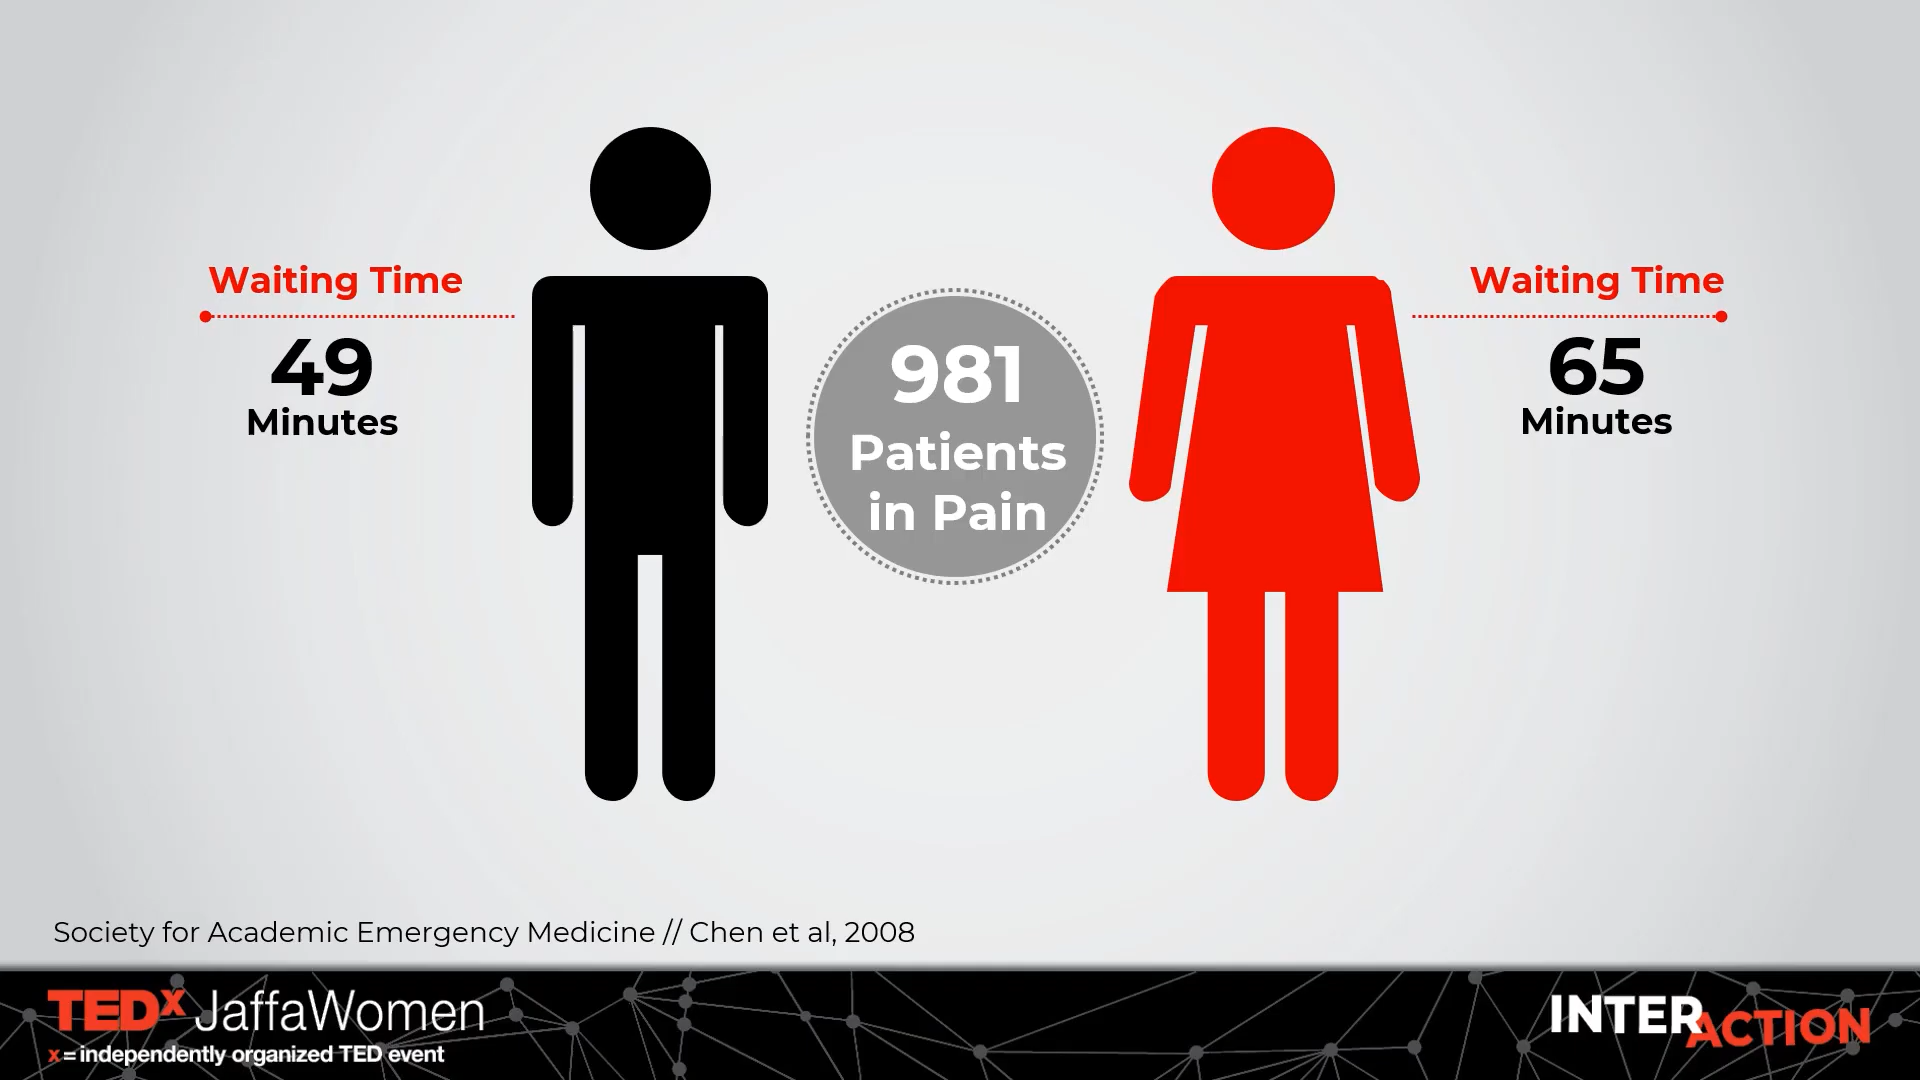 Waiting Time
49
Minutes
981
Patients
in Pain
Waiting Time
65
Minutes
Society for Academic Emergency Medicine // Chen et al, 2008
TEDx JaffaWomen
x = independently organized TED event
INTERACTION